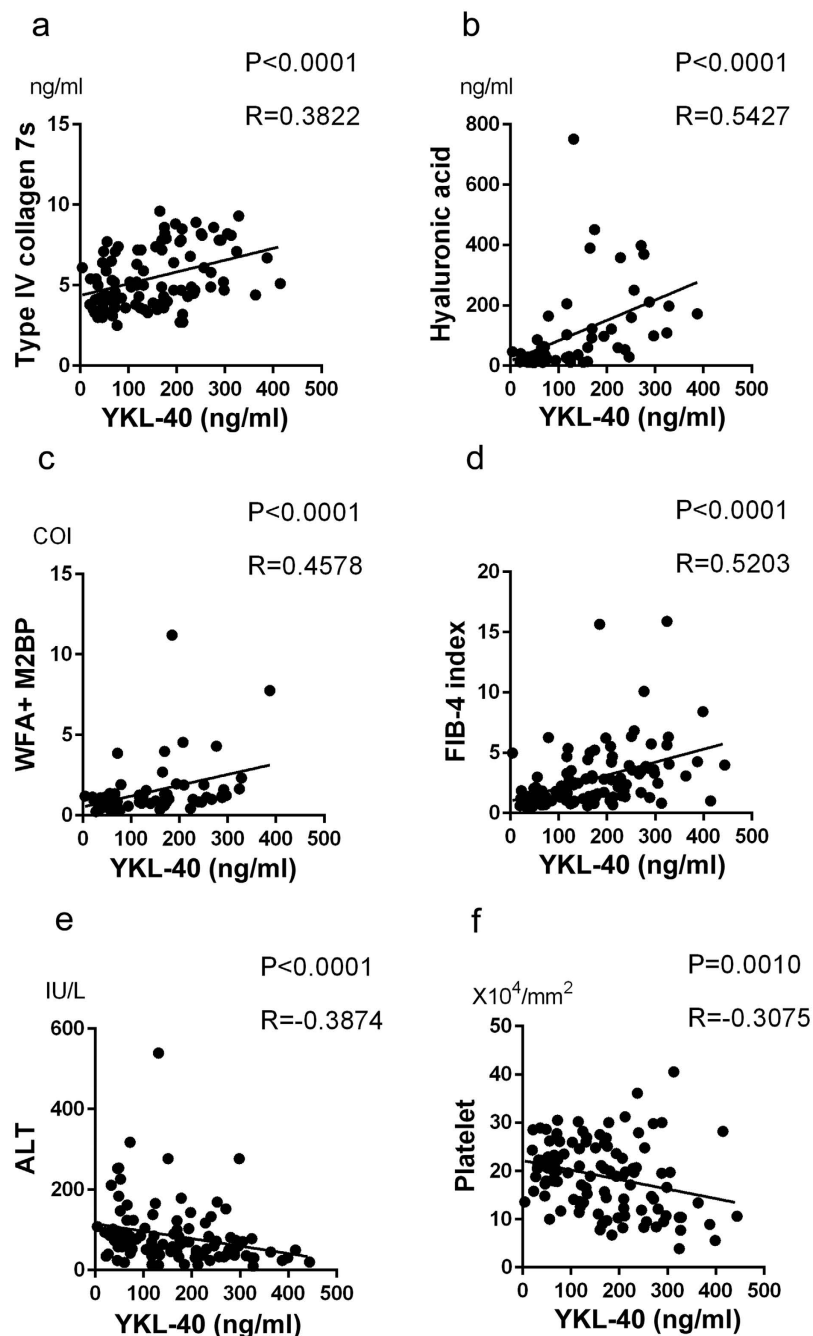 a
P<0.0001
ng/ml
R=0.3822
Type IV collagen 7s
15
10
5
0
0 100 200 300 400 500
YKL-40 (ng/ml)
b
P<0.0001
ng/ml
R=0.5427
Hyaluronic acid
800
600
400
200
0
0 100 200 300 400 500
YKL-40 (ng/ml)
c
P<0.0001
COI
R=0.4578
WFA+ M2BP
15
10
5
0
0 100 200 300 400 500
YKL-40 (ng/ml)
d
P<0.0001
R=0.5203
FIB-4 index
20
15
10
5
0
0 100 200 300 400 500
YKL-40 (ng/ml)
e
P<0.0001
IU/L
R=-0.3874
ALT
600
400
200
0
0 100 200 300 400 500
YKL-40 (ng/ml)
f
P=0.0010
X10⁴/mm²
R=-0.3075
Platelet
50
40
30
20
10
0
0 100 200 300 400 500
YKL-40 (ng/ml)